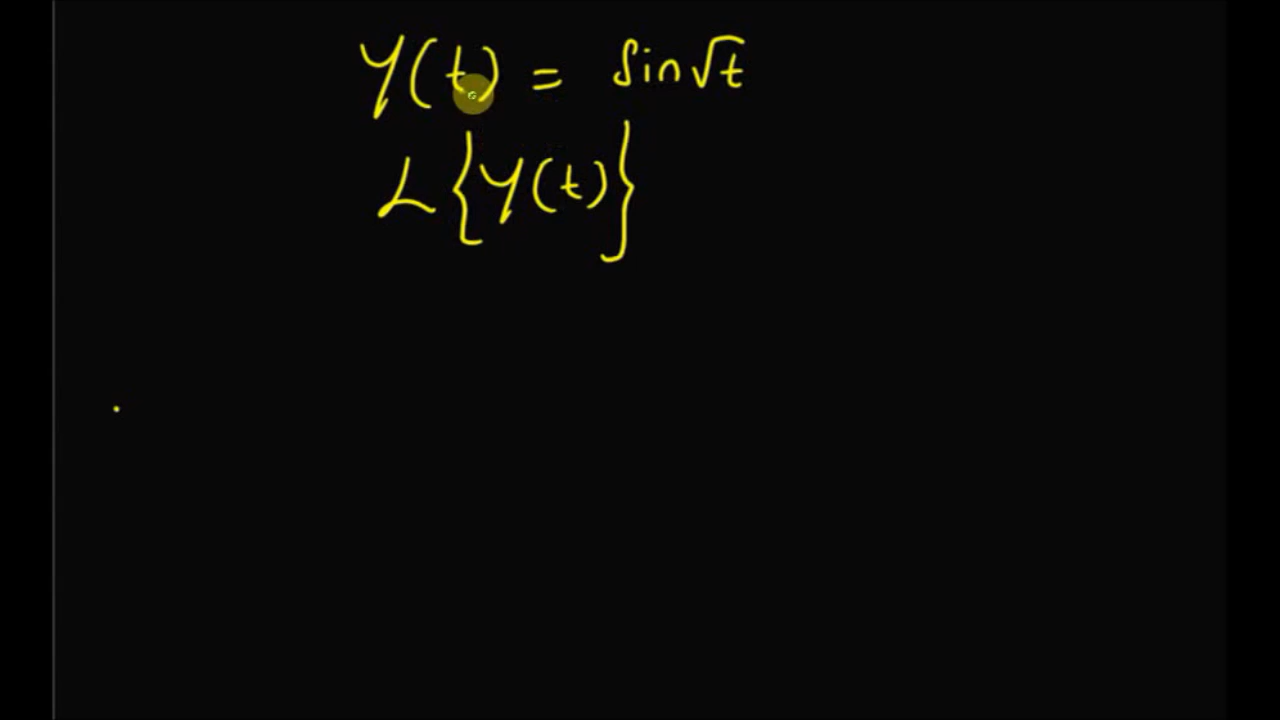 Y(t) = sin√t
L{Y(t)}